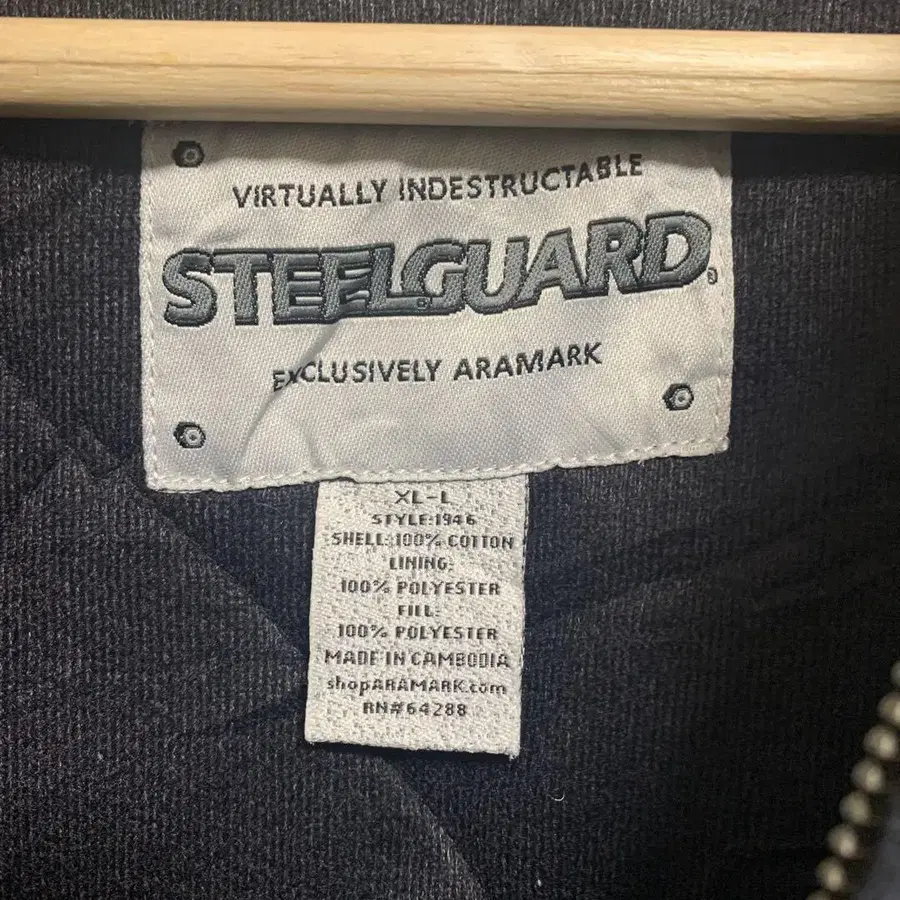 VIRTUALLY INDESTRUCTABLE
STEELGUARD®
EXCLUSIVELY ARAMARK
XL-L
STYLE:1946
SHELL:100% COTTON
LINING:
100% POLYESTER
FILL:
100% POLYESTER
MADE IN CAMBODIA
shopARAMARK.com
RN#64288